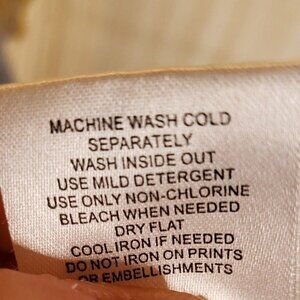 MACHINE WASH COLD
SEPARATELY
WASH INSIDE OUT
USE MILD DETERGENT
USE ONLY NON-CHLORINE
BLEACH WHEN NEEDED
DRY FLAT
COOL IRON IF NEEDED
DO NOT IRON ON PRINTS
OR EMBELLISHMENTS